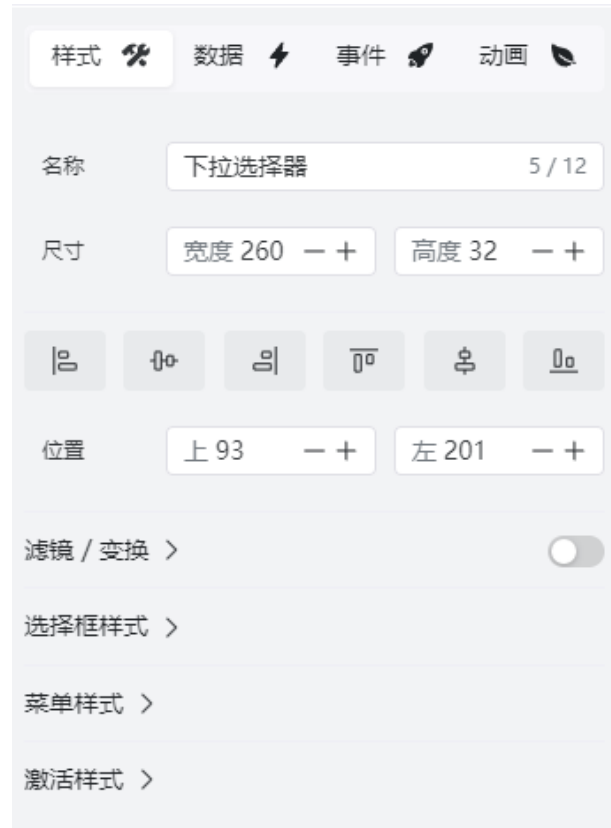 样式 数据 事件 动画
名称 下拉选择器 5 / 12
尺寸 宽度 260 高度 32
位置 上 93 左 201
滤镜 / 变换
选择框样式
菜单样式
激活样式